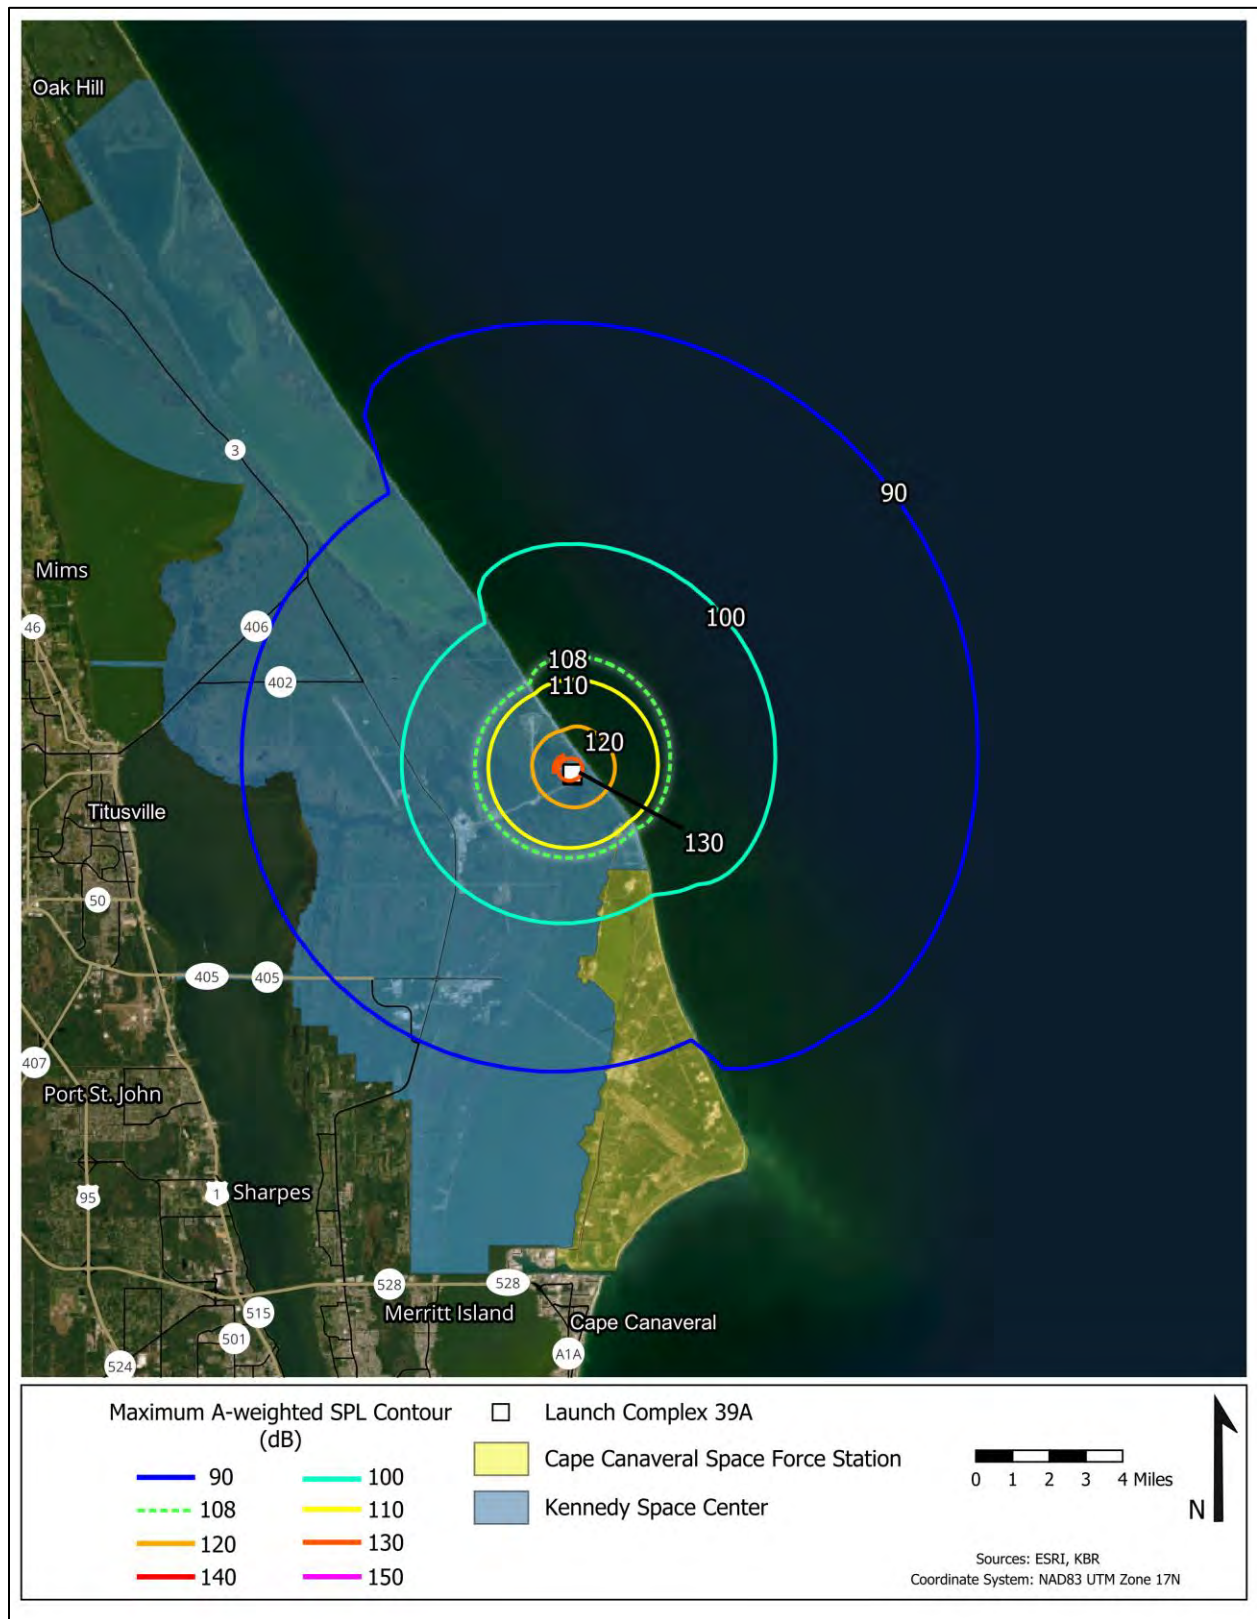 Oak Hill
3
90
Mims
100
46
406
108
402
110
120
Titusville
130
50
405
405
407
Port St. John
95
1
Sharpes
528
528
515
Merritt Island
Cape Canaveral
501
A1A
524
Maximum A-weighted SPL Contour
(dB)
90
100
108
110
120
130
140
150
Launch Complex 39A
Cape Canaveral Space Force Station
Kennedy Space Center
0 1 2 3 4 Miles
N
Sources: ESRI, KBR
Coordinate System: NAD83 UTM Zone 17N